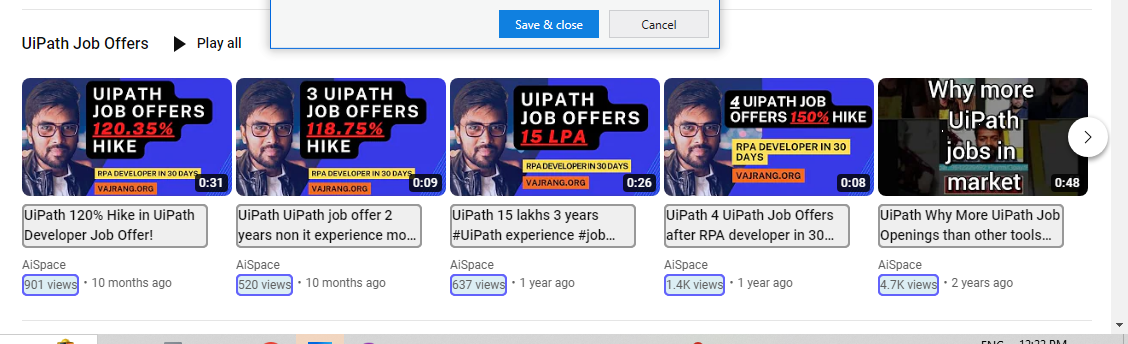 Save & close
Cancel
UiPath Job Offers
Play all
UIPATH
JOB OFFERS
120.35%
HIKE
RPA DEVELOPER IN 30 DAYS
VAJRANG.ORG
0:31
3 UIPATH
JOB OFFERS
118.75%
HIKE
RPA DEVELOPER IN 30 DAYS
VAJRANG.ORG
0:09
UIPATH
JOB OFFERS
15 LPA
RPA DEVELOPER IN 30 DAYS
VAJRANG.ORG
0:26
4 UIPATH JOB
OFFERS 150% HIKE
RPA DEVELOPER IN 30
DAYS
VAJRANG.ORG
0:08
Why more
UiPath
jobs in
market
0:48
UiPath 120% Hike in UiPath
Developer Job Offer!
UiPath UiPath job offer 2
years non it experience mo...
UiPath 15 lakhs 3 years
#UiPath experience #job...
UiPath 4 UiPath Job Offers
after RPA developer in 30...
UiPath Why More UiPath Job
Openings than other tools...
AiSpace
901 views • 10 months ago
AiSpace
520 views • 10 months ago
AiSpace
637 views • 1 year ago
AiSpace
1.4K views • 1 year ago
AiSpace
4.7K views • 2 years ago